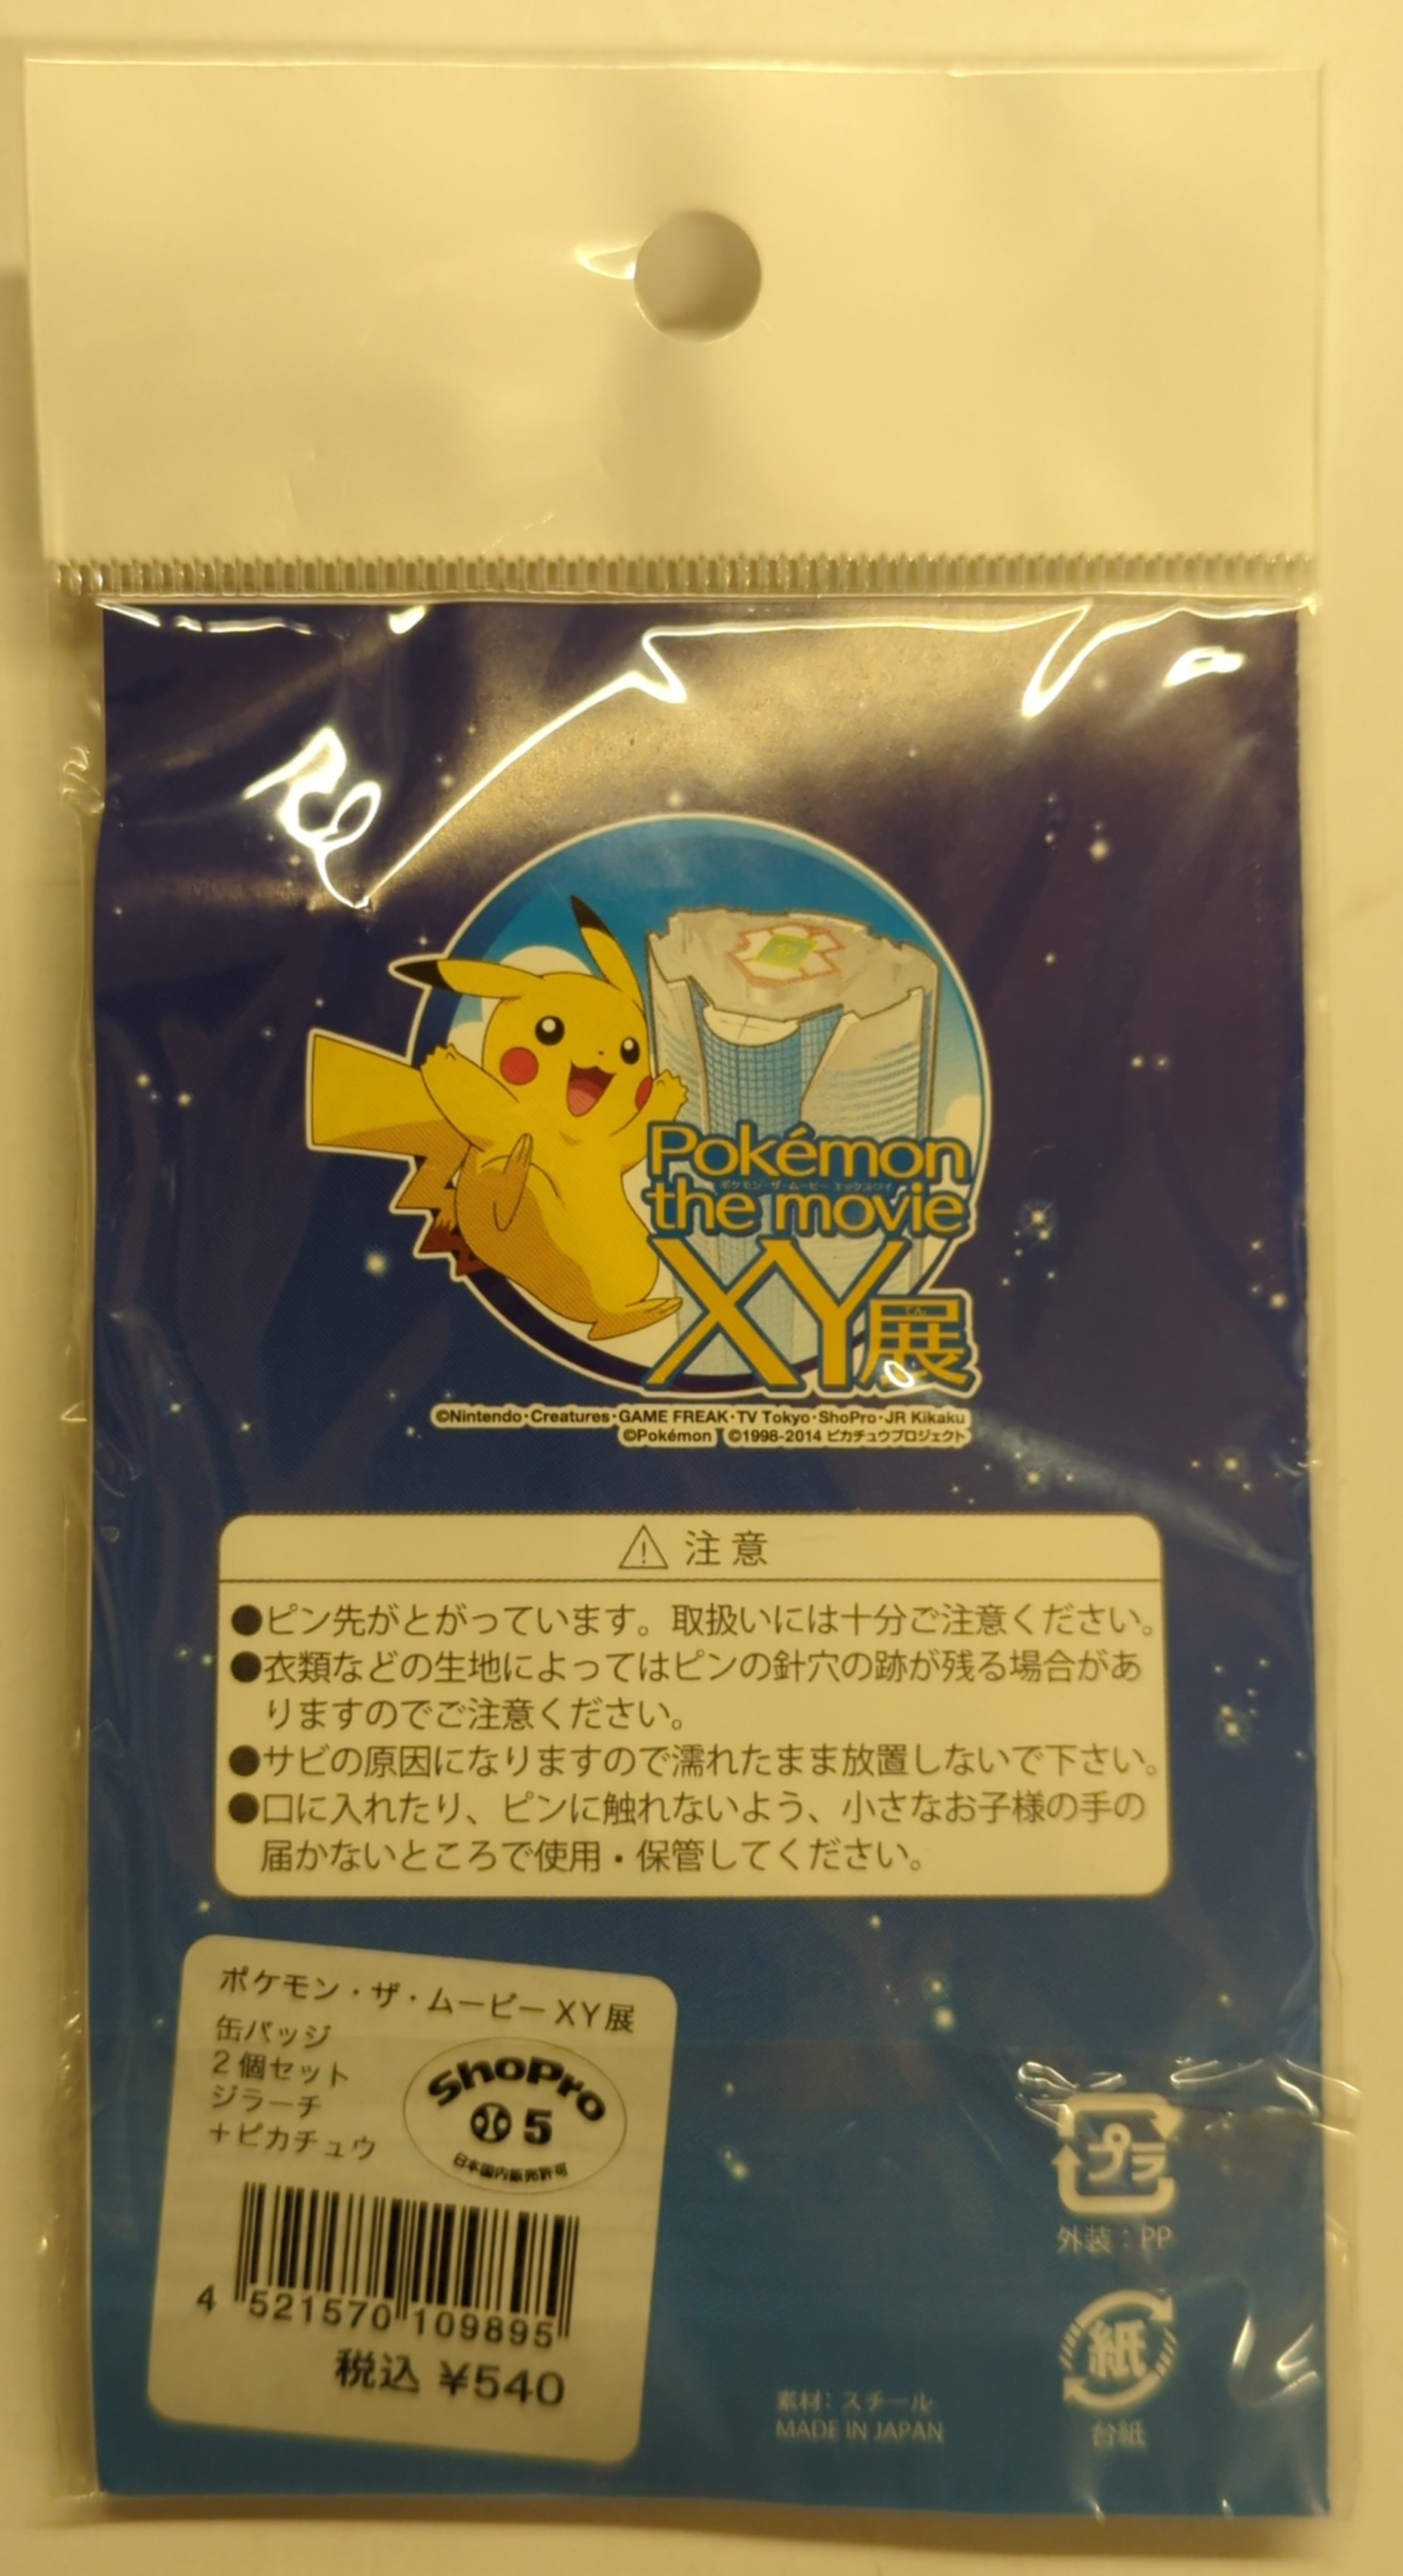 Pokémon
ポケモン・ザ・ムービー エックスワイ
the movie
XY展
てん
©Nintendo・Creatures・GAME FREAK・TV Tokyo・ShoPro・JR Kikaku
©Pokémon ©1998-2014 ピカチュウプロジェクト
注意
●ピン先がとがっています。取扱いには十分ご注意ください。
●衣類などの生地によってはピンの針穴の跡が残る場合があ
りますのでご注意ください。
●サビの原因になりますので濡れたまま放置しないで下さい。
●口に入れたり、ピンに触れないよう、小さなお子様の手の
届かないところで使用・保管してください。
ポケモン・ザ・ムービーXY展
缶バッジ
2個セット
ジラーチ
+ピカチュウ
ShoPro
5
日本国内販売許可
4 521570 109895
税込 ¥540
プラ
外装：PP
紙
台紙
素材：スチール
MADE IN JAPAN